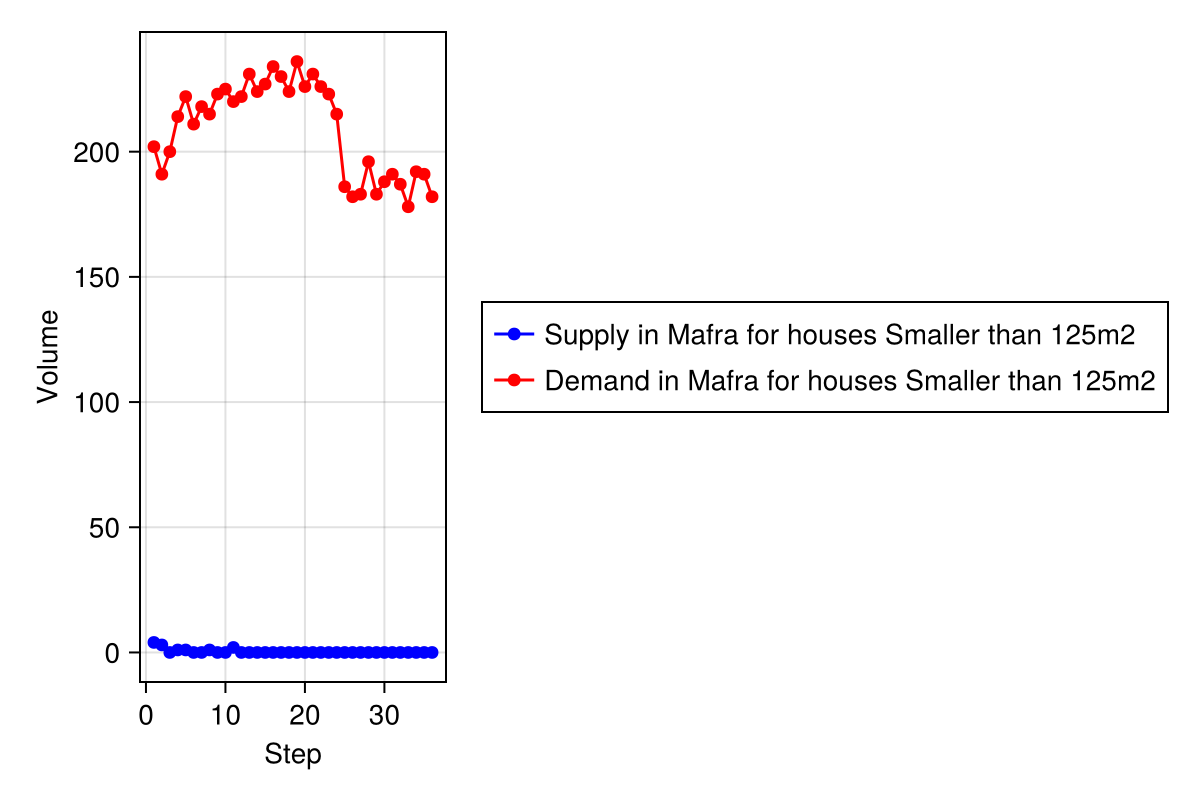 200
150
100
50
0
Volume
0 10 20 30
Step
Supply in Mafra for houses Smaller than 125m2
Demand in Mafra for houses Smaller than 125m2